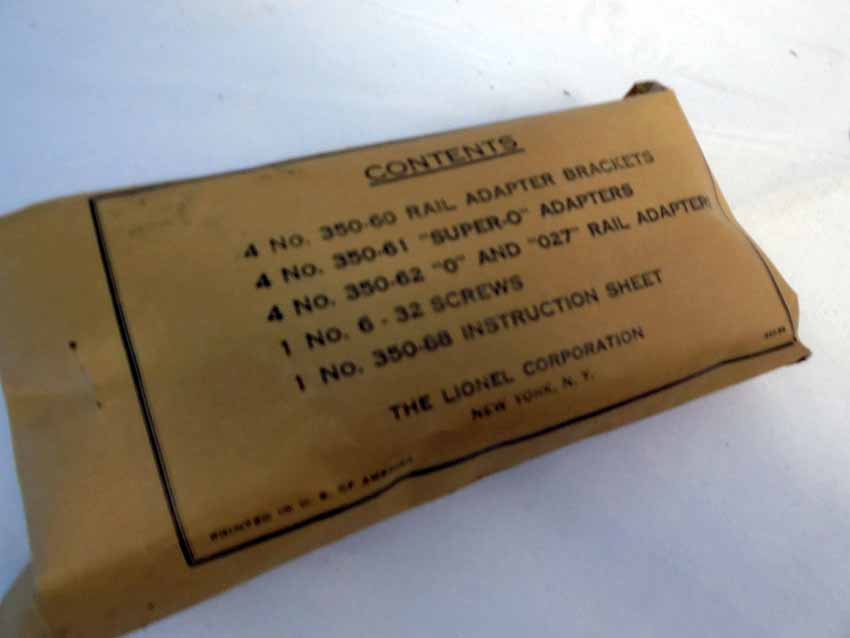 CONTENTS
4 No. 350-60 RAIL ADAPTER BRACKETS
4 No. 350-61 "SUPER-O" ADAPTERS
4 No. 350-62 "O" AND "027" RAIL ADAPTER
1 No. 6 - 32 SCREWS
1 No. 350-68 INSTRUCTION SHEET
THE LIONEL CORPORATION
NEW YORK, N. Y.
PRINTED IN U. S. OF AMERICA